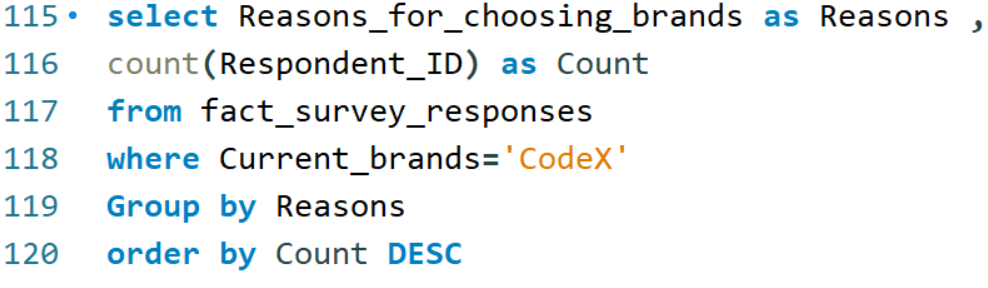 115 • select Reasons_for_choosing_brands as Reasons ,
116 count(Respondent_ID) as Count
117 from fact_survey_responses
118 where Current_brands='CodeX'
119 Group by Reasons
120 order by Count DESC